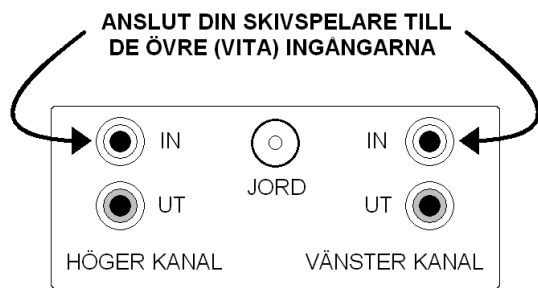 ANSLUT DIN SKIVSPELARE TILL
DE ÖVRE (VITA) INGÅNGARNA
IN
IN
JORD
UT
UT
HÖGER KANAL
VÄNSTER KANAL